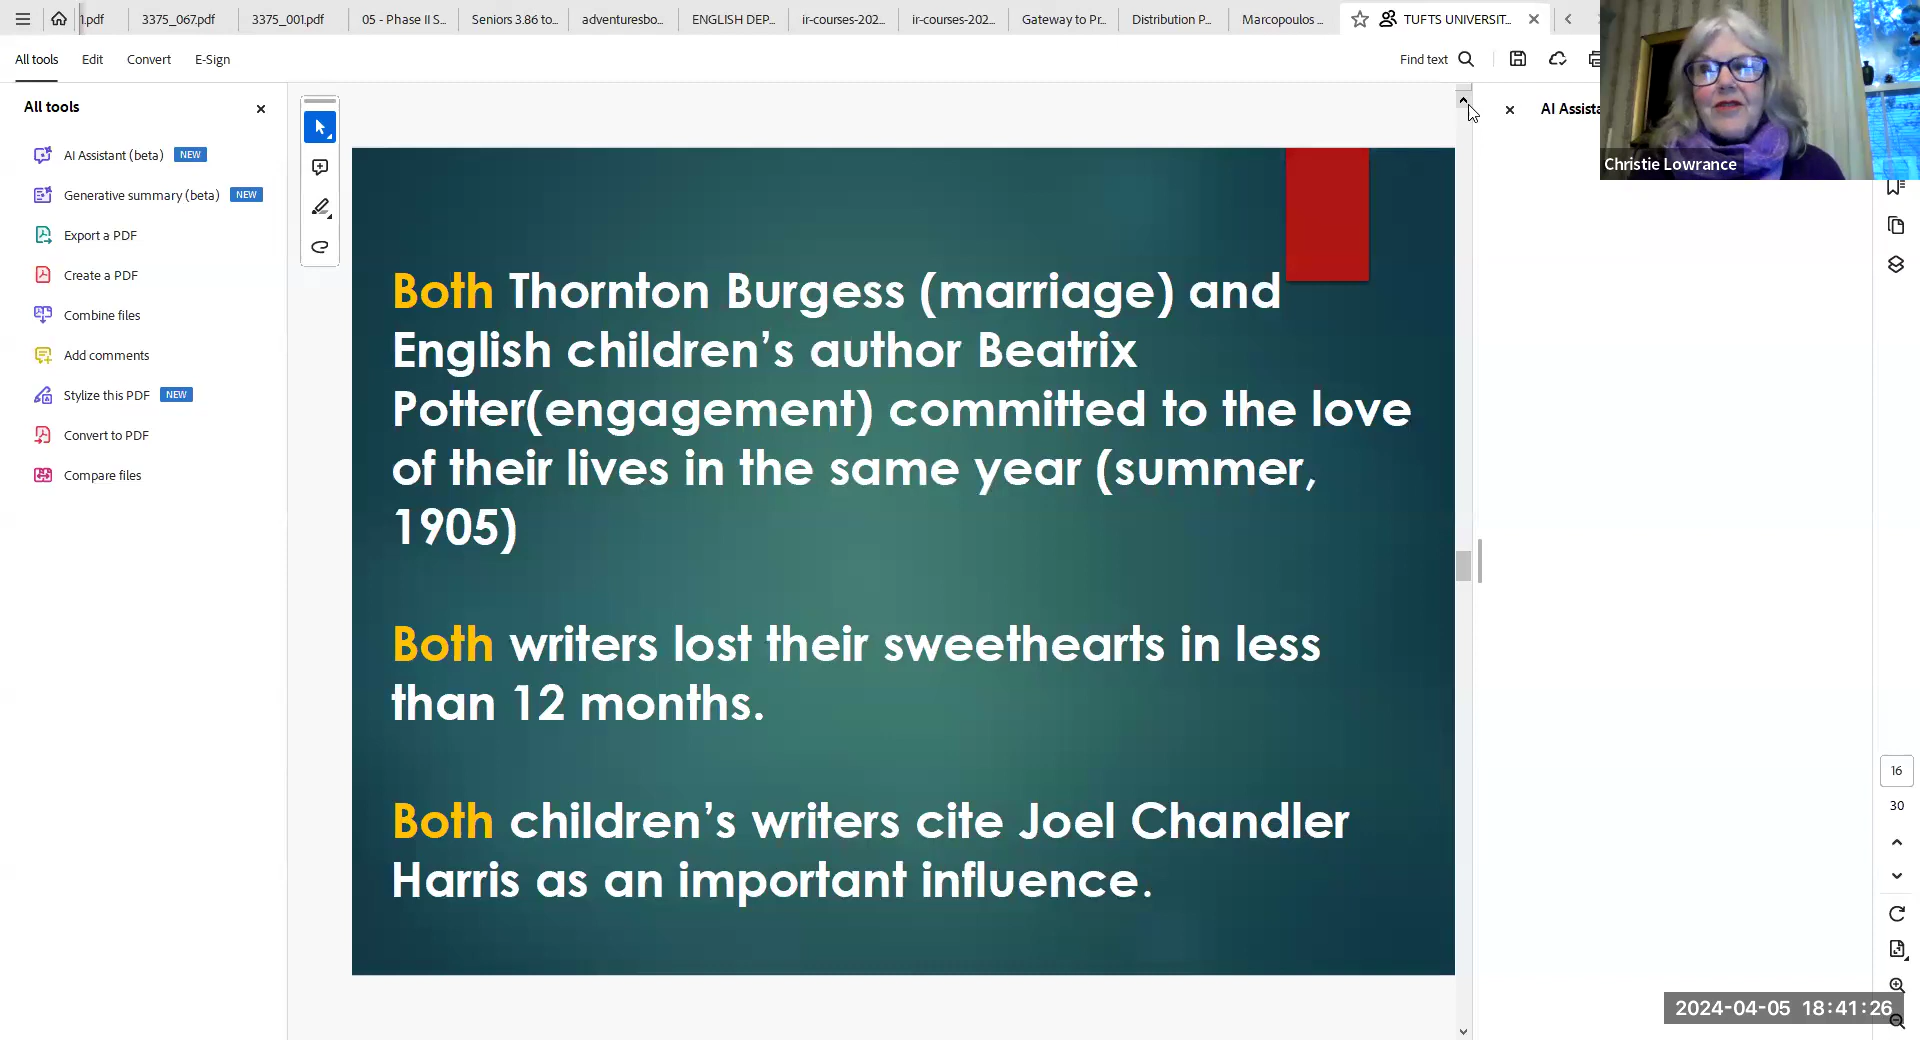 1.pdf
3375_067.pdf
3375_001.pdf
05 - Phase II S...
Seniors 3.86 to...
adventuresbo...
ENGLISH DEP...
ir-courses-202...
ir-courses-202...
Gateway to Pr...
Distribution P...
Marcopoulos ...
TUFTS UNIVERSIT...
All tools
Edit
Convert
E-Sign
Find text
All tools
AI Assistant (beta) NEW
Generative summary (beta) NEW
Export a PDF
Create a PDF
Combine files
Add comments
Stylize this PDF NEW
Convert to PDF
Compare files
Both Thornton Burgess (marriage) and
English children’s author Beatrix
Potter(engagement) committed to the love
of their lives in the same year (summer,
1905)
Both writers lost their sweethearts in less
than 12 months.
Both children’s writers cite Joel Chandler
Harris as an important influence.
AI Assista
Christie Lowrance
16
30
2024-04-05 18:41:26